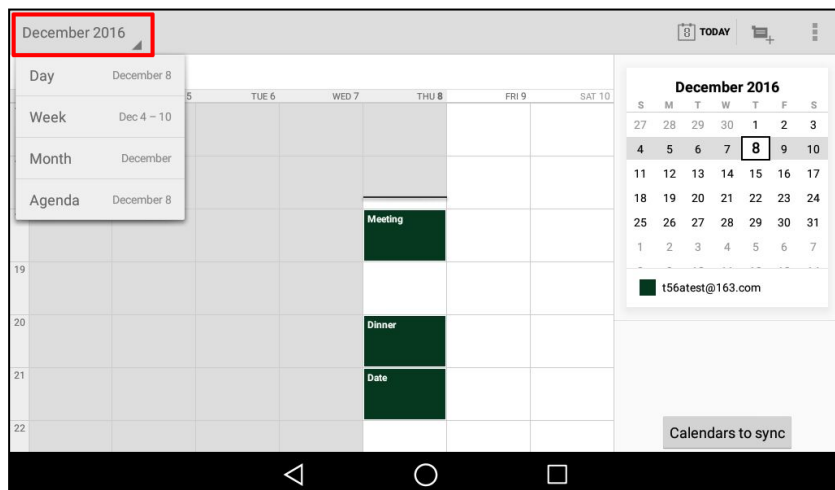 December 2016
8 TODAY
Day December 8
Week Dec 4 – 10
Month December
Agenda December 8
5 TUE 6 WED 7 THU 8 FRI 9 SAT 10
Meeting
19
20
Dinner
21
Date
22
December 2016
S M T W T F S
27 28 29 30 1 2 3
4 5 6 7 8 9 10
11 12 13 14 15 16 17
18 19 20 21 22 23 24
25 26 27 28 29 30 31
1 2 3 4 5 6 7
t56atest@163.com
Calendars to sync